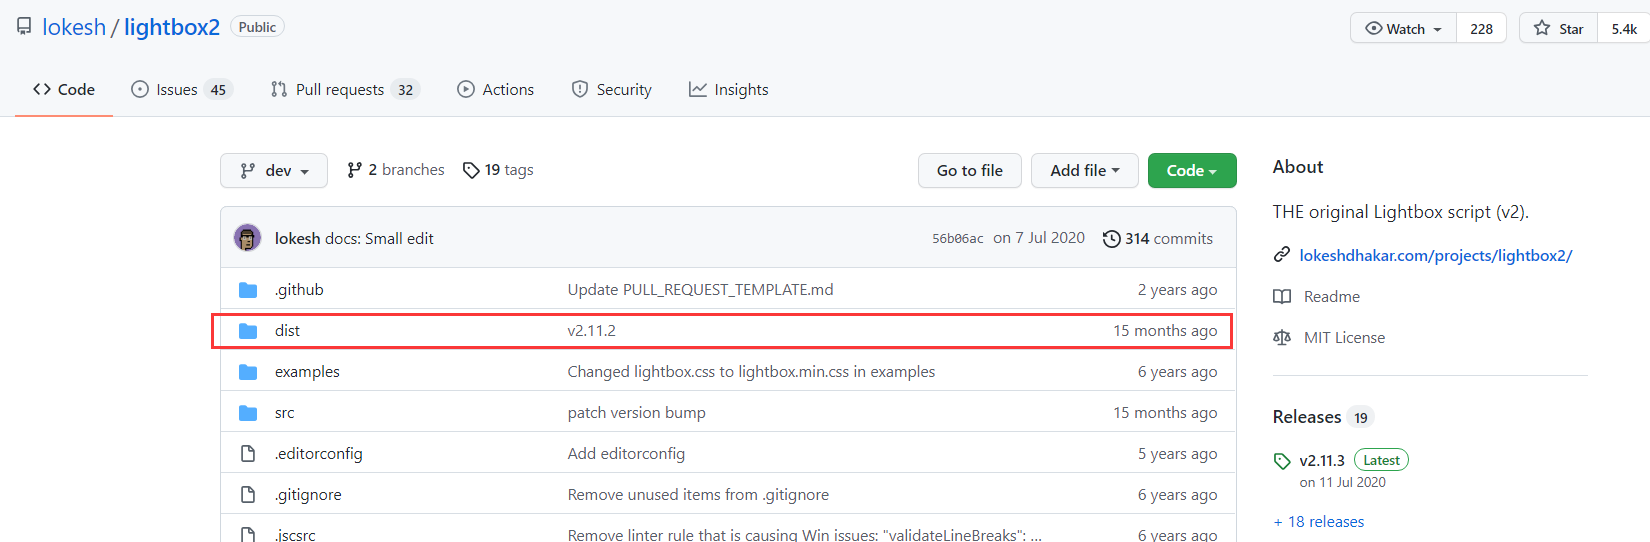 lokesh / lightbox2 Public Watch 228 Star 5.4k
Code Issues 45 Pull requests 32 Actions Security Insights
dev 2 branches 19 tags Go to file Add file Code
lokesh docs: Small edit 56b06ac on 7 Jul 2020 314 commits
.github Update PULL_REQUEST_TEMPLATE.md 2 years ago
dist v2.11.2 15 months ago
examples Changed lightbox.css to lightbox.min.css in examples 6 years ago
src patch version bump 15 months ago
.editorconfig Add editorconfig 5 years ago
.gitignore Remove unused items from .gitignore 6 years ago
.jscsrc Remove linter rule that is causing Win issues: "validateLineBreaks": ... 6 years ago
About
THE original Lightbox script (v2).
lokeshdhakar.com/projects/lightbox2/
Readme
MIT License
Releases 19
v2.11.3 Latest
on 11 Jul 2020
+ 18 releases